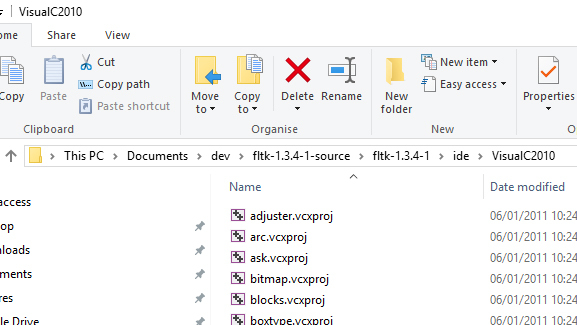 VisualC2010
ome Share View
Copy Paste Cut Copy path Paste shortcut Move to Copy to Delete Rename New folder New item Easy access Properties
Clipboard Organise New
This PC Documents dev fltk-1.3.4-1-source fltk-1.3.4-1 ide VisualC2010
Name Date modified
access adjuster.vcxproj 06/01/2011 10:24
op arc.vcxproj 06/01/2011 10:24
nloads ask.vcxproj 06/01/2011 10:24
ments bitmap.vcxproj 06/01/2011 10:24
res blocks.vcxproj 06/01/2011 10:24
le Drive boxtype.vcxproj 06/01/2011 10:24